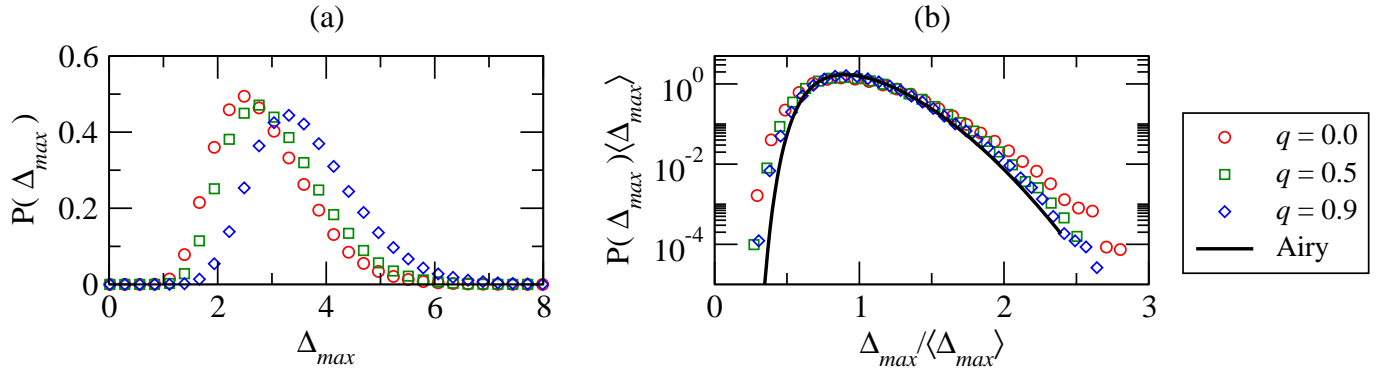 (a)
P( Δmax )
0.6
0.4
0.2
0
0 2 4 6 8
Δmax
(b)
P( Δmax )⟨Δmax⟩
10^0
10^-2
10^-4
0 1 2 3
Δmax/⟨Δmax⟩
q = 0.0
q = 0.5
q = 0.9
Airy